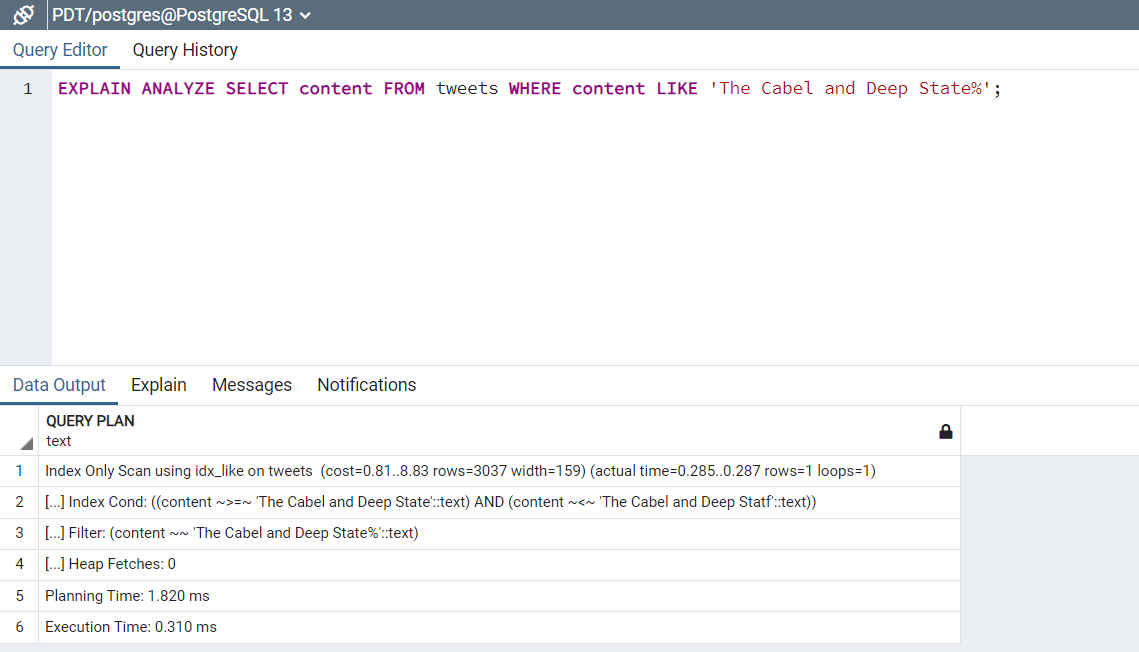 PDT/postgres@PostgreSQL 13
Query Editor Query History
1 EXPLAIN ANALYZE SELECT content FROM tweets WHERE content LIKE 'The Cabel and Deep State%';
Data Output Explain Messages Notifications
QUERY PLAN
text
1 Index Only Scan using idx_like on tweets (cost=0.81..8.83 rows=3037 width=159) (actual time=0.285..0.287 rows=1 loops=1)
2 [...] Index Cond: ((content ~>=~ 'The Cabel and Deep State'::text) AND (content ~<~ 'The Cabel and Deep Statf'::text))
3 [...] Filter: (content ~~ 'The Cabel and Deep State%'::text)
4 [...] Heap Fetches: 0
5 Planning Time: 1.820 ms
6 Execution Time: 0.310 ms